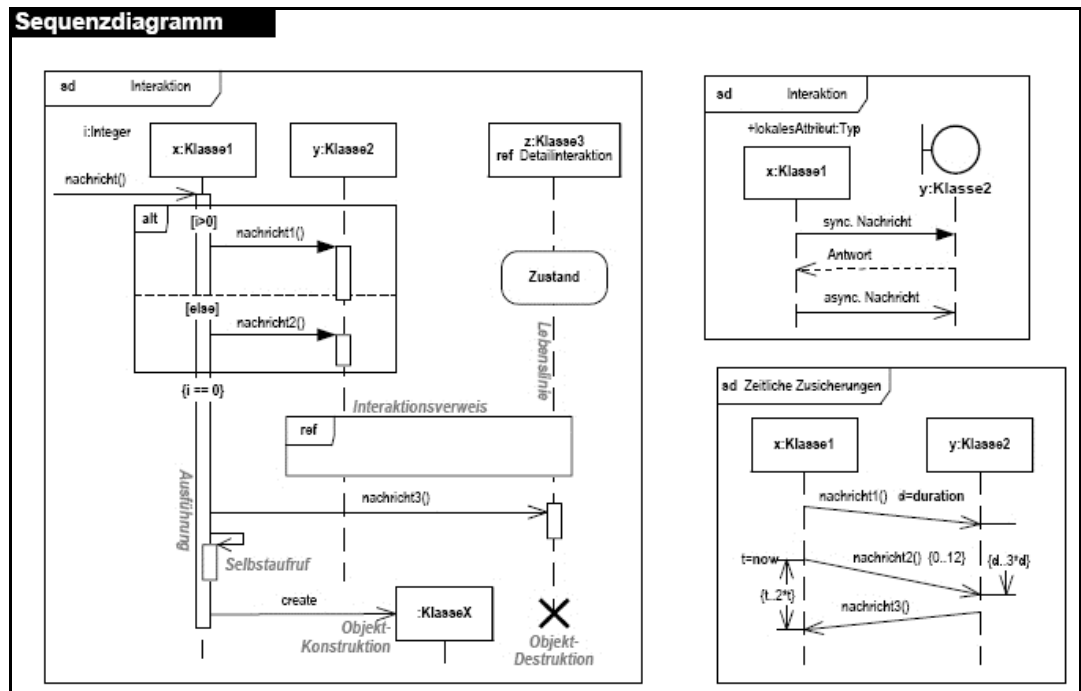 Sequenzdiagramm
sd Interaktion
i:Integer
x:Klasse1
y:Klasse2
z:Klasse3
ref Detailinteraktion
nachricht()
alt
[i>0]
nachricht1()
Zustand
[else]
nachricht2()
Lebenslinie
{i == 0}
Interaktionsverweis
ref
Ausführung
nachricht3()
Selbstaufruf
create
:KlasseX
Objekt-
Konstruktion
Objekt-
Destruktion
sd Interaktion
+lokalesAttribut:Typ
x:Klasse1
y:Klasse2
sync. Nachricht
Antwort
async. Nachricht
sd Zeitliche Zusicherungen
x:Klasse1
y:Klasse2
nachricht1() d=duration
t=now
nachricht2() {0..12}
{d..3*d}
{t..2*t}
nachricht3()